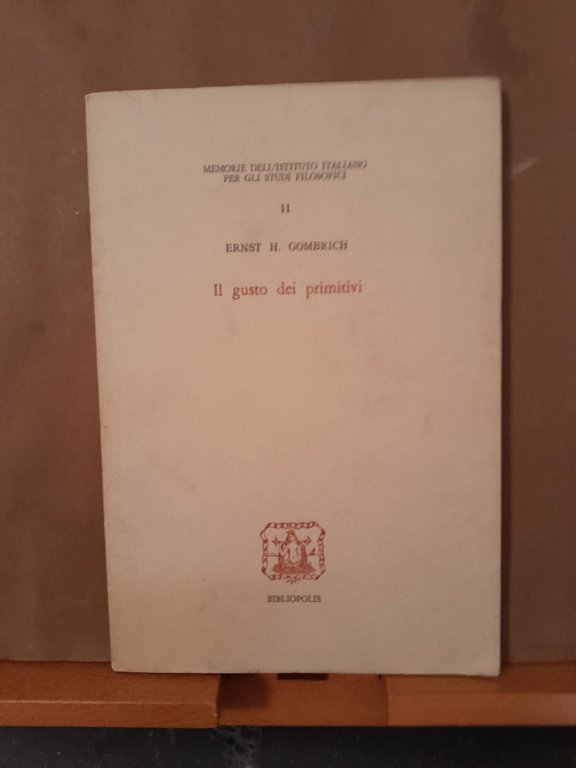 MEMORIE DELL'ISTITUTO ITALIANO
PER GLI STUDI FILOSOFICI
11
ERNST H. GOMBRICH
Il gusto dei primitivi
BIBLIOPOLIS